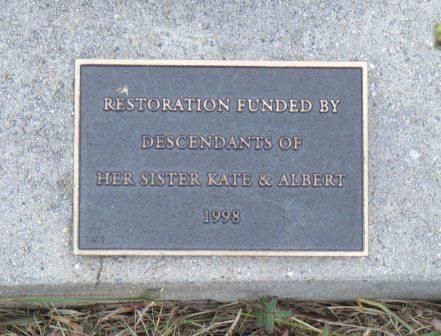 RESTORATION FUNDED BY
DESCENDANTS OF
HER SISTER KATE & ALBERT
1998